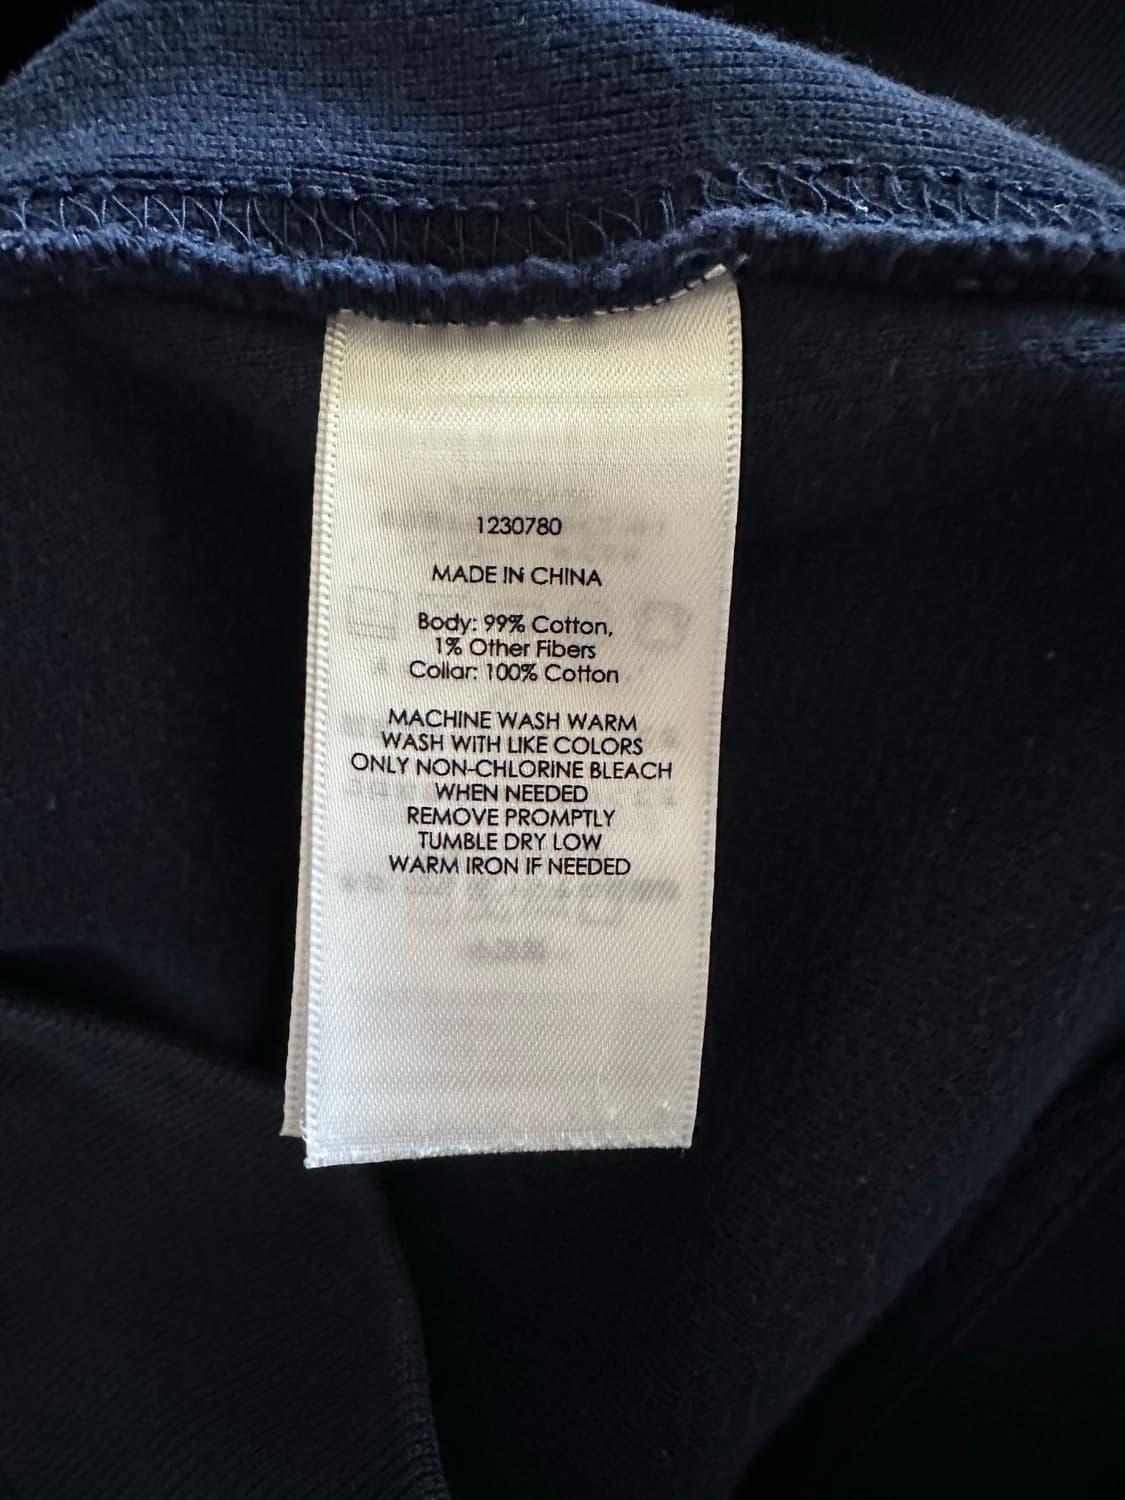 1230780
MADE IN CHINA
Body: 99% Cotton,
1% Other Fibers
Collar: 100% Cotton
MACHINE WASH WARM
WASH WITH LIKE COLORS
ONLY NON-CHLORINE BLEACH
WHEN NEEDED
REMOVE PROMPTLY
TUMBLE DRY LOW
WARM IRON IF NEEDED